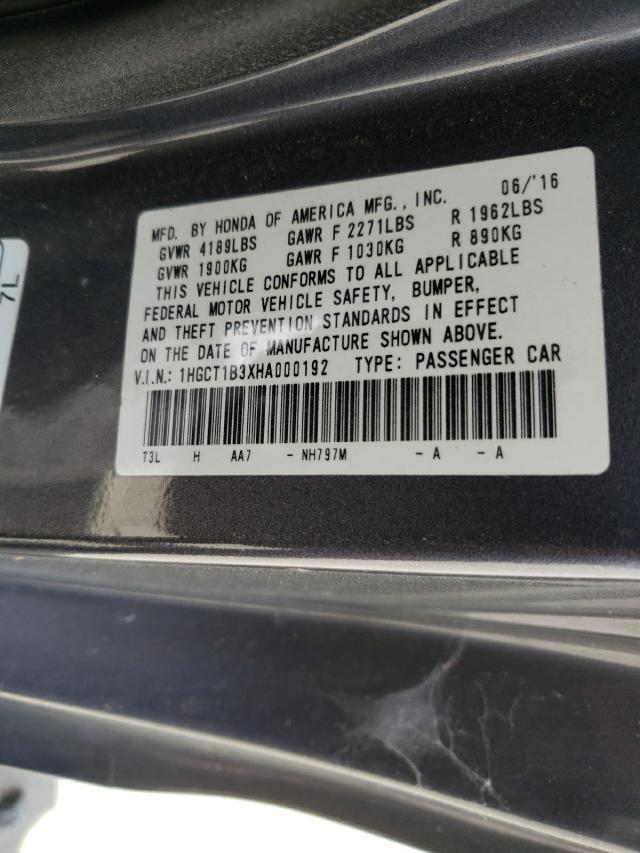 MFD. BY HONDA OF AMERICA MFG., INC. 06/'16
GVWR 4189LBS GAWR F 2271LBS R 1962LBS
GVWR 1900KG GAWR F 1030KG R 890KG
THIS VEHICLE CONFORMS TO ALL APPLICABLE
FEDERAL MOTOR VEHICLE SAFETY, BUMPER,
AND THEFT PREVENTION STANDARDS IN EFFECT
ON THE DATE OF MANUFACTURE SHOWN ABOVE.
V.I.N.: 1HGCT1B3XHA000192 TYPE: PASSENGER CAR
T3L H AA7 - NH797M - A - A
7L